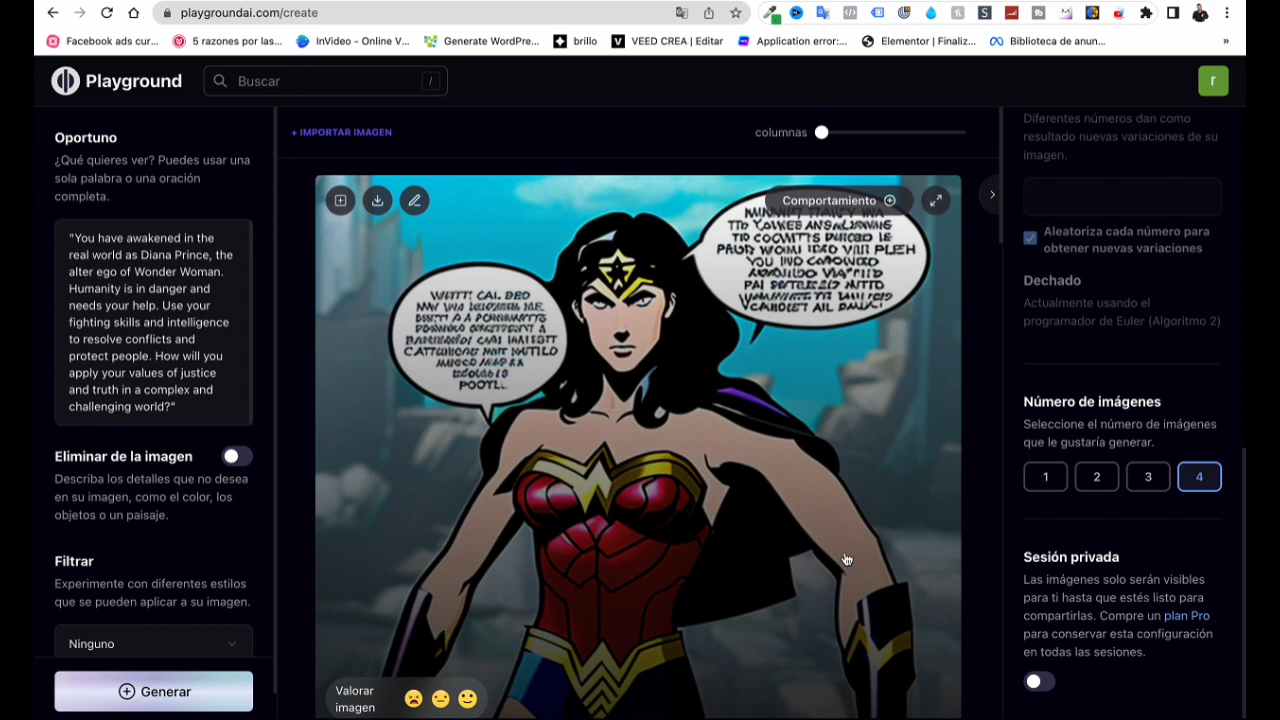 playgroundai.com/create
Facebook ads cur...
5 razones por las...
InVideo - Online V...
Generate WordPre...
brillo
VEED CREA | Editar
Application error:...
Elementor | Finaliz...
Biblioteca de anun...
»
Playground
Buscar
/
r
Oportuno
¿Qué quieres ver? Puedes usar una
sola palabra o una oración
completa.
"You have awakened in the
real world as Diana Prince, the
alter ego of Wonder Woman.
Humanity is in danger and
needs your help. Use your
fighting skills and intelligence
to resolve conflicts and
protect people. How will you
apply your values of justice
and truth in a complex and
challenging world?"
Eliminar de la imagen
Describa los detalles que no desea
en su imagen, como el color, los
objetos o un paisaje.
Filtrar
Experimente con diferentes estilos
que se pueden aplicar a su imagen.
Ninguno
Generar
+ IMPORTAR IMAGEN
columnas
Comportamiento
Valorar
imagen
Diferentes números dan como
resultado nuevas variaciones de su
imagen.
Aleatoriza cada número para
obtener nuevas variaciones
Dechado
Actualmente usando el
programador de Euler (Algoritmo 2)
Número de imágenes
Seleccione el número de imágenes
que le gustaría generar.
1 2 3 4
Sesión privada
Las imágenes solo serán visibles
para ti hasta que estés listo para
compartirlas. Compre un plan Pro
para conservar esta configuración
en todas las sesiones.